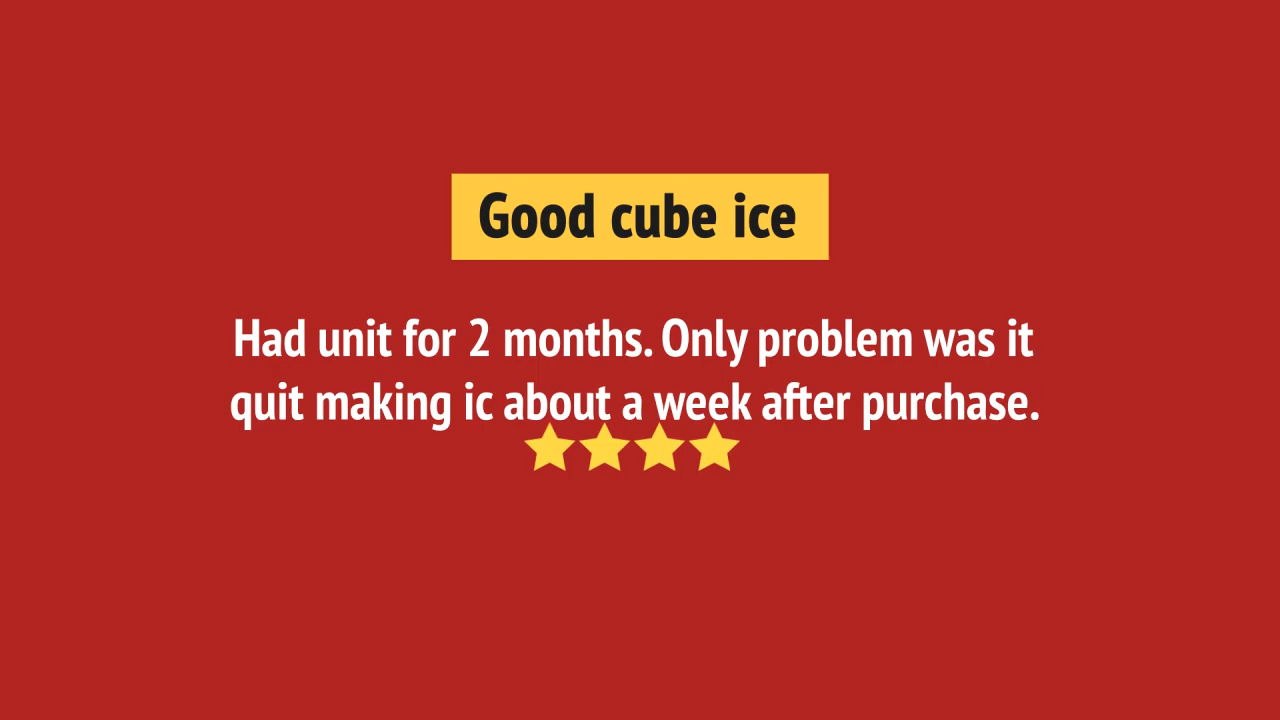 Good cube ice
Had unit for 2 months. Only problem was it
quit making ic about a week after purchase.